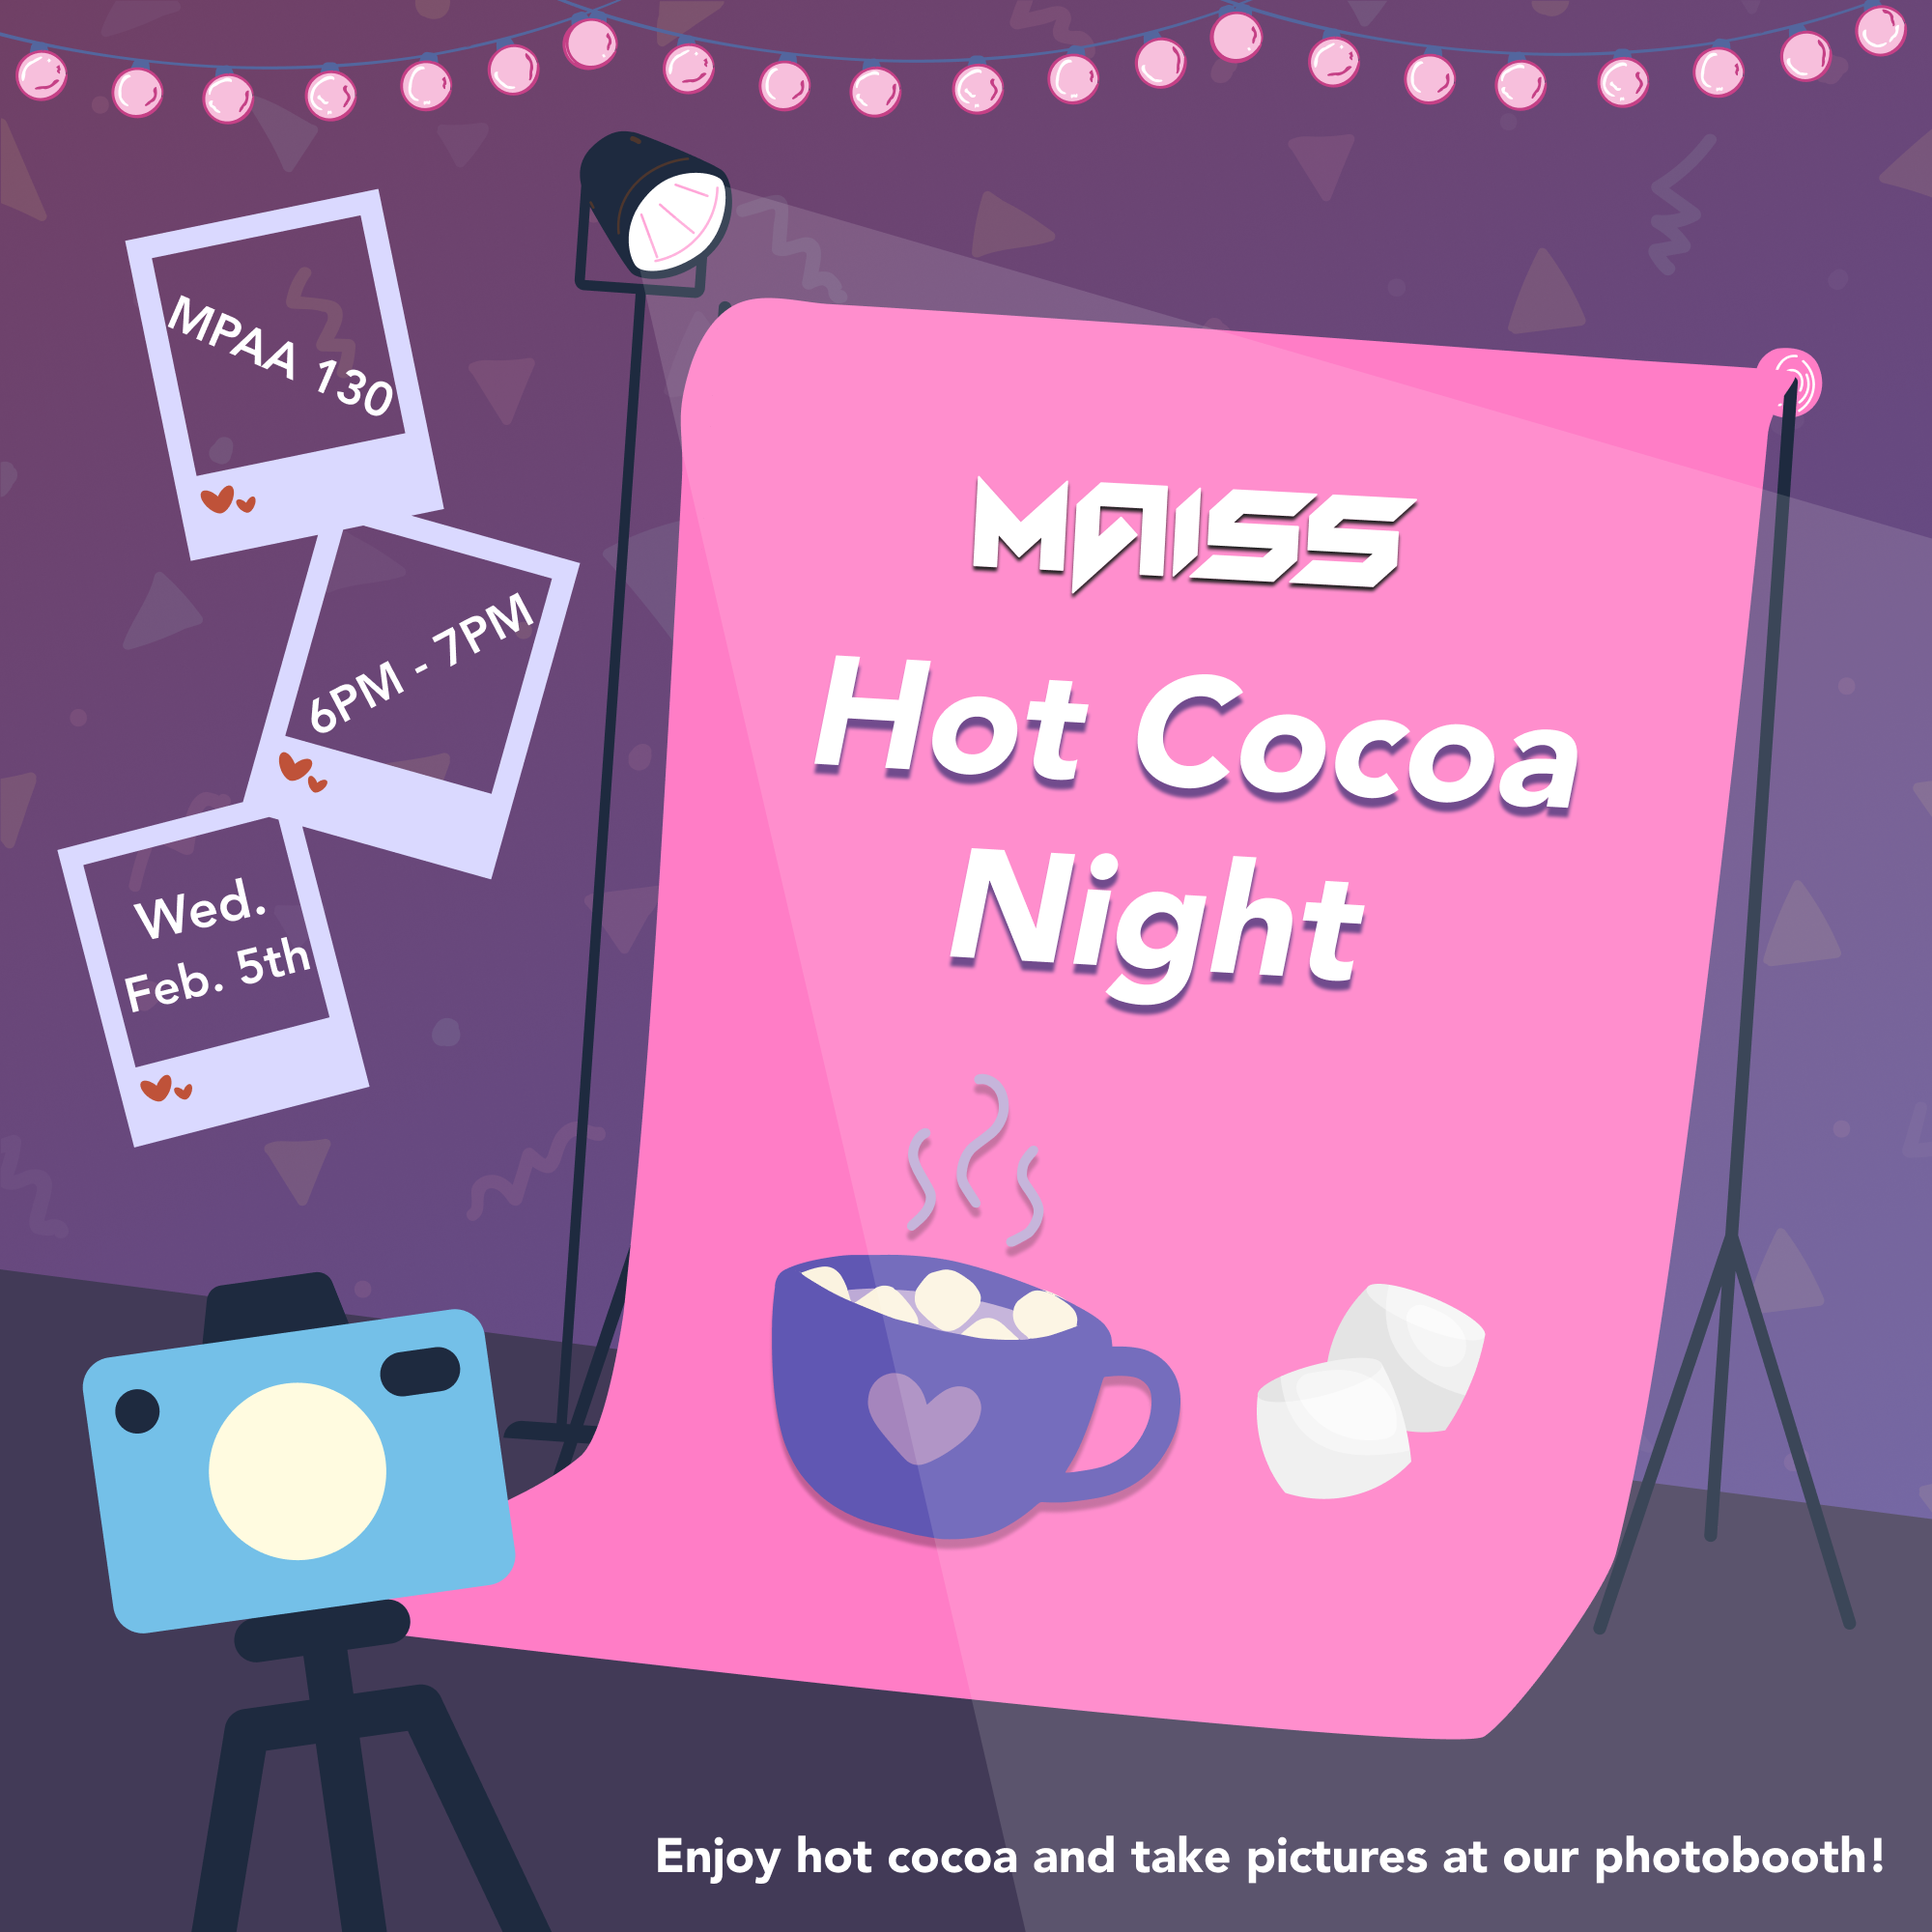 MPAA 130
6PM - 7PM
Wed.
Feb. 5th
MAISS
Hot Cocoa
Night
Enjoy hot cocoa and take pictures at our photobooth!